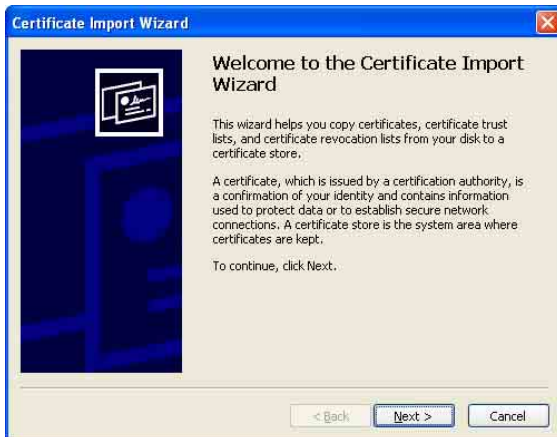 Certificate Import Wizard
Welcome to the Certificate Import
Wizard
This wizard helps you copy certificates, certificate trust
lists, and certificate revocation lists from your disk to a
certificate store.
A certificate, which is issued by a certification authority, is
a confirmation of your identity and contains information
used to protect data or to establish secure network
connections. A certificate store is the system area where
certificates are kept.
To continue, click Next.
< Back
Next >
Cancel